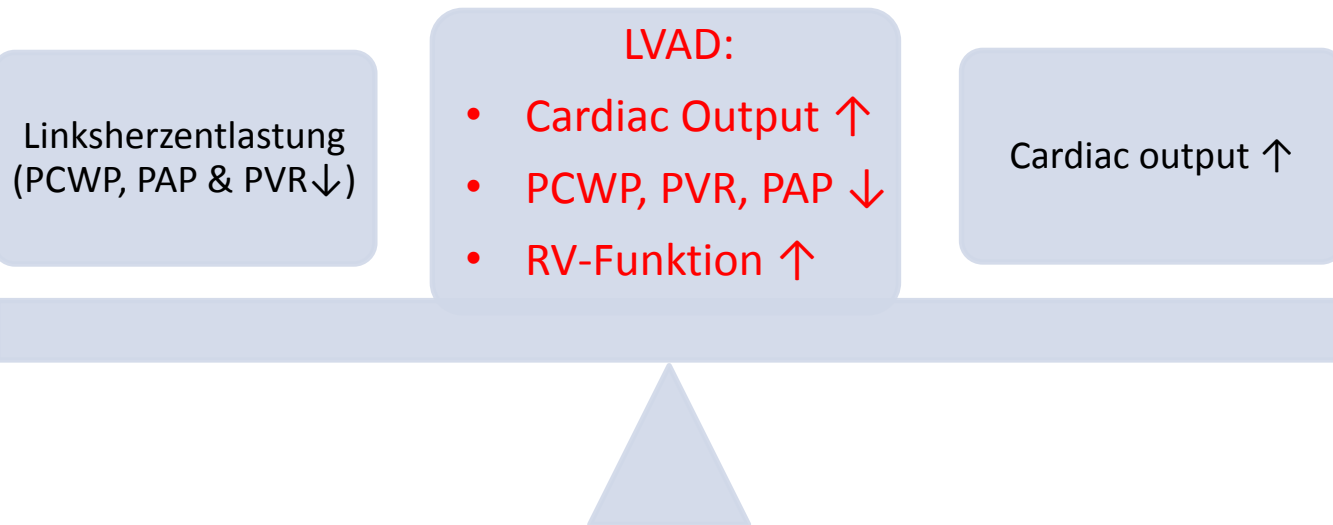 Linksherzentlastung
(PCWP, PAP & PVR↓)
LVAD:
• Cardiac Output ↑
• PCWP, PVR, PAP ↓
• RV-Funktion ↑
Cardiac output ↑